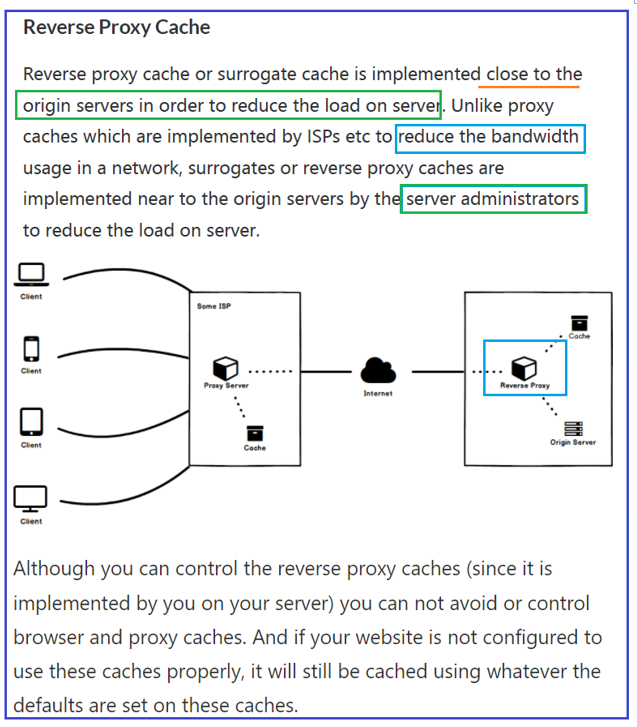 Reverse Proxy Cache
Reverse proxy cache or surrogate cache is implemented close to the
origin servers in order to reduce the load on server. Unlike proxy
caches which are implemented by ISPs etc to reduce the bandwidth
usage in a network, surrogates or reverse proxy caches are
implemented near to the origin servers by the server administrators
to reduce the load on server.
Client
Some ISP
Cache
Client
Proxy Server
Internet
Reverse Proxy
Client
Cache
Origin Server
Client
Although you can control the reverse proxy caches (since it is
implemented by you on your server) you can not avoid or control
browser and proxy caches. And if your website is not configured to
use these caches properly, it will still be cached using whatever the
defaults are set on these caches.